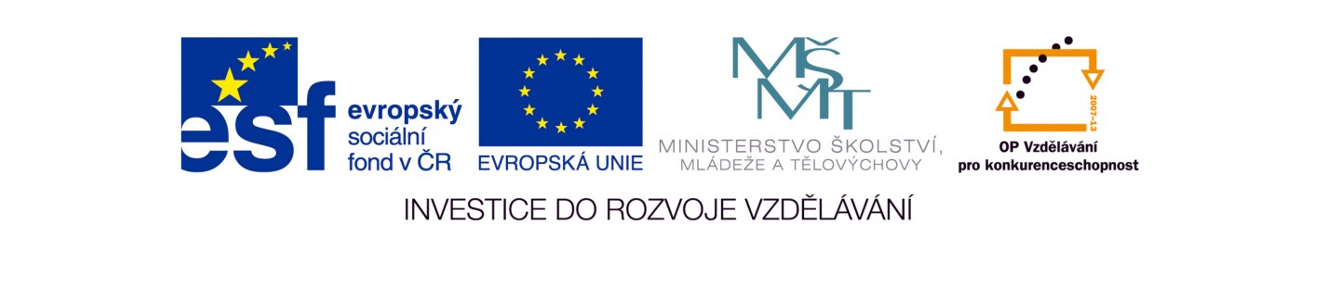 esf
evropský
sociální
fond v ČR
EVROPSKÁ UNIE
MŠMT
MINISTERSTVO ŠKOLSTVÍ,
MLÁDEŽE A TĚLOVÝCHOVY
2007-13
OP Vzdělávání
pro konkurenceschopnost
INVESTICE DO ROZVOJE VZDĚLÁVÁNÍ